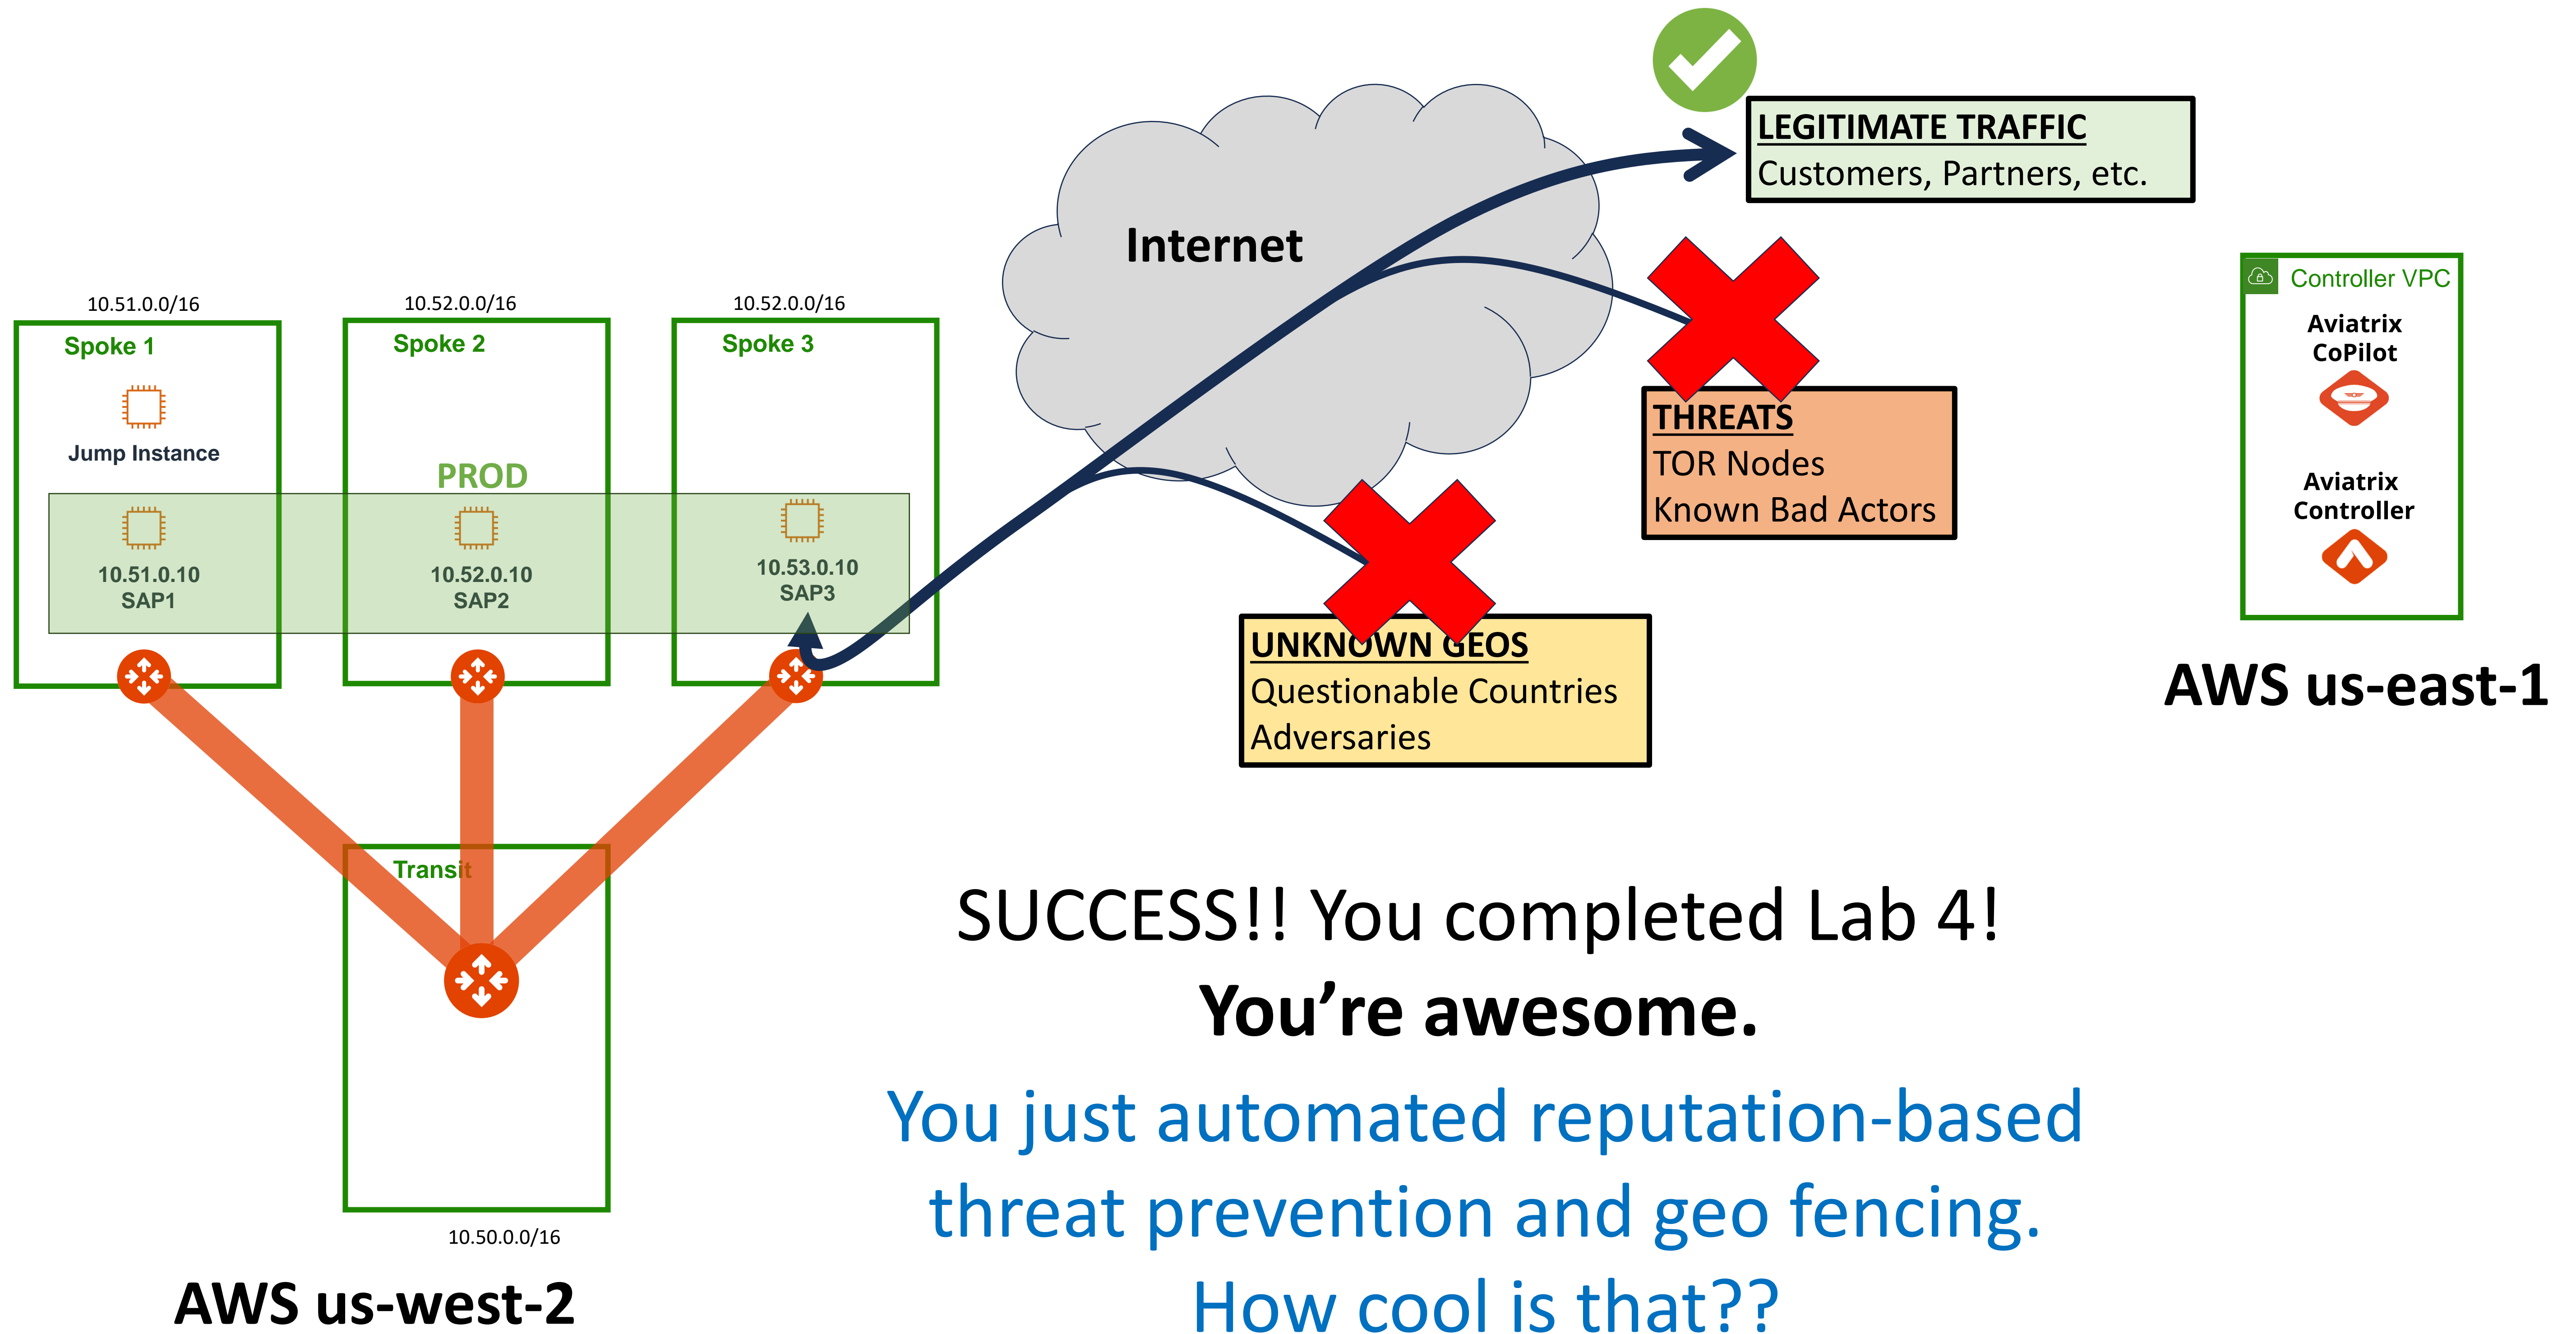 LEGITIMATE TRAFFIC
Customers, Partners, etc.
Internet
Controller VPC
Aviatrix
CoPilot
Aviatrix
Controller
AWS us-east-1
THREATS
TOR Nodes
Known Bad Actors
UNKNOWN GEOS
Questionable Countries
Adversaries
10.51.0.0/16
Spoke 1
Jump Instance
10.51.0.10
SAP1
10.52.0.0/16
Spoke 2
PROD
10.52.0.10
SAP2
10.52.0.0/16
Spoke 3
10.53.0.10
SAP3
Transit
10.50.0.0/16
AWS us-west-2
SUCCESS!! You completed Lab 4!
You’re awesome.
You just automated reputation-based
threat prevention and geo fencing.
How cool is that??